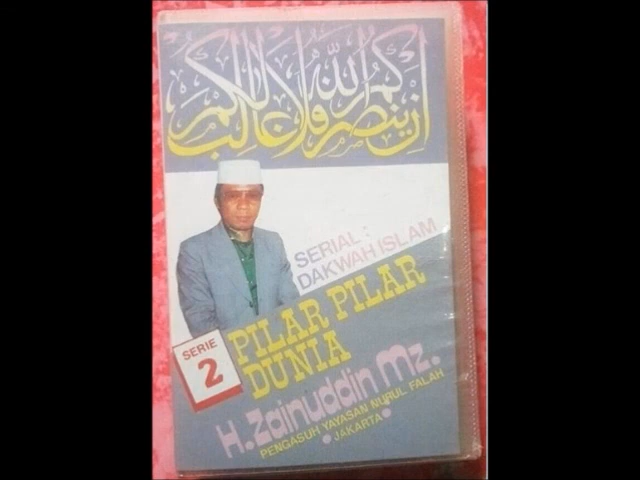 إن ينصركم الله فلا غالب لكم
SERIAL :
DAKWAH ISLAM
SERIE
2
PILAR PILAR
DUNIA
H. Zainuddin Mz.
PENGASUH YAYASAN NURUL FALAH
• JAKARTA •